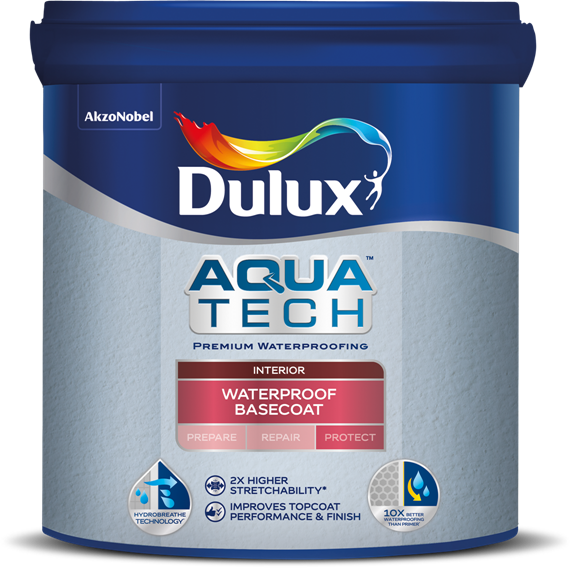 AkzoNobel
Dulux
AQUA™
TECH
PREMIUM WATERPROOFING
INTERIOR
WATERPROOF
BASECOAT
PREPARE REPAIR PROTECT
HYDROBREATHE
TECHNOLOGY*
2X HIGHER
STRETCHABILITY*
IMPROVES TOPCOAT
PERFORMANCE & FINISH
10X BETTER
WATERPROOFING
THAN PRIMER*